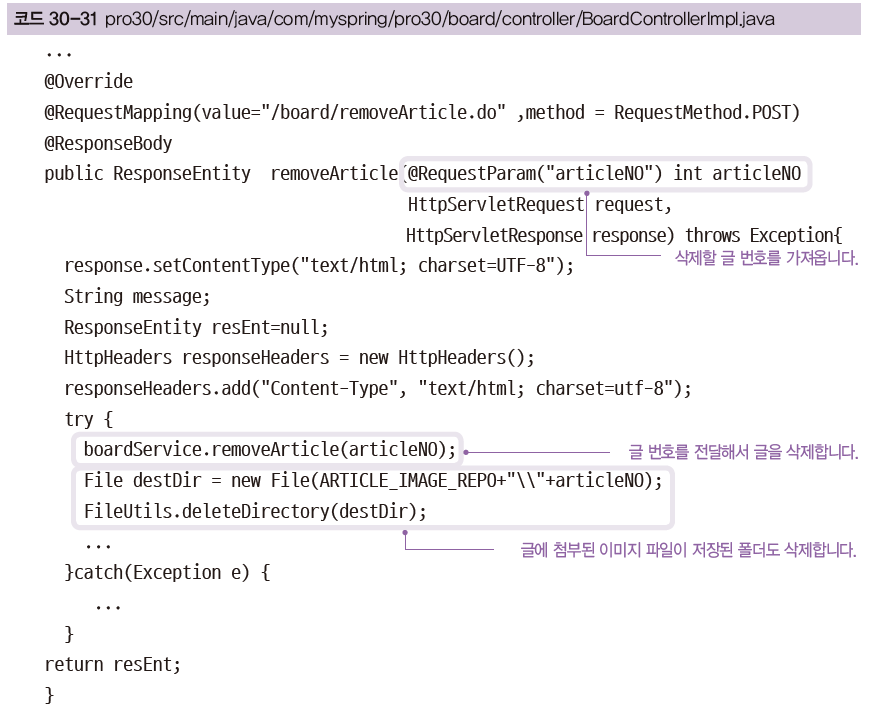 코드 30-31 pro30/src/main/java/com/myspring/pro30/board/controller/BoardControllerImpl.java
...
@Override
@RequestMapping(value="/board/removeArticle.do" ,method = RequestMethod.POST)
@ResponseBody
public ResponseEntity  removeArticle(@RequestParam("articleNO") int articleNO
HttpServletRequest request,
HttpServletResponse response) throws Exception{
삭제할 글 번호를 가져옵니다.
response.setContentType("text/html; charset=UTF-8");
String message;
ResponseEntity resEnt=null;
HttpHeaders responseHeaders = new HttpHeaders();
responseHeaders.add("Content-Type", "text/html; charset=utf-8");
try {
boardService.removeArticle(articleNO);
글 번호를 전달해서 글을 삭제합니다.
File destDir = new File(ARTICLE_IMAGE_REPO+"\\"+articleNO);
FileUtils.deleteDirectory(destDir);
...
글에 첨부된 이미지 파일이 저장된 폴더도 삭제합니다.
}catch(Exception e) {
...
}
return resEnt;
}